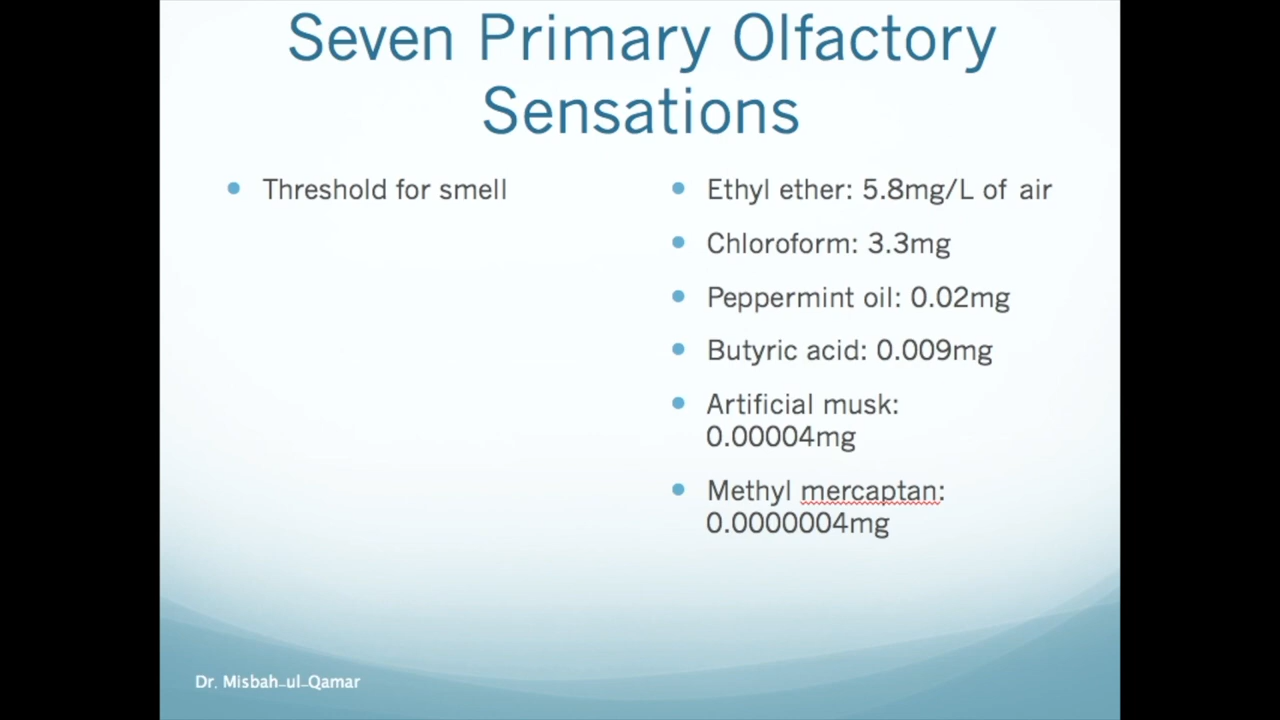 Seven Primary Olfactory
Sensations
Threshold for smell
Ethyl ether: 5.8mg/L of air
Chloroform: 3.3mg
Peppermint oil: 0.02mg
Butyric acid: 0.009mg
Artificial musk:
0.00004mg
Methyl mercaptan:
0.0000004mg
Dr. Misbah-ul-Qamar